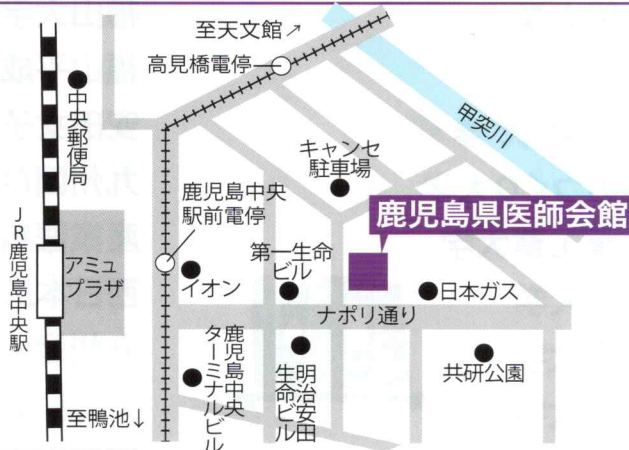 至天文館↗
高見橋電停
中央郵便局
甲突川
キャンセ
駐車場
鹿児島中央
駅前電停
鹿児島県医師会館
JR鹿児島中央駅
アミュ
プラザ
第一生命
ビル
イオン
日本ガス
ナポリ通り
鹿児島中央
ターミナルビル
明治安田
生命ビル
共研公園
至鴨池↓